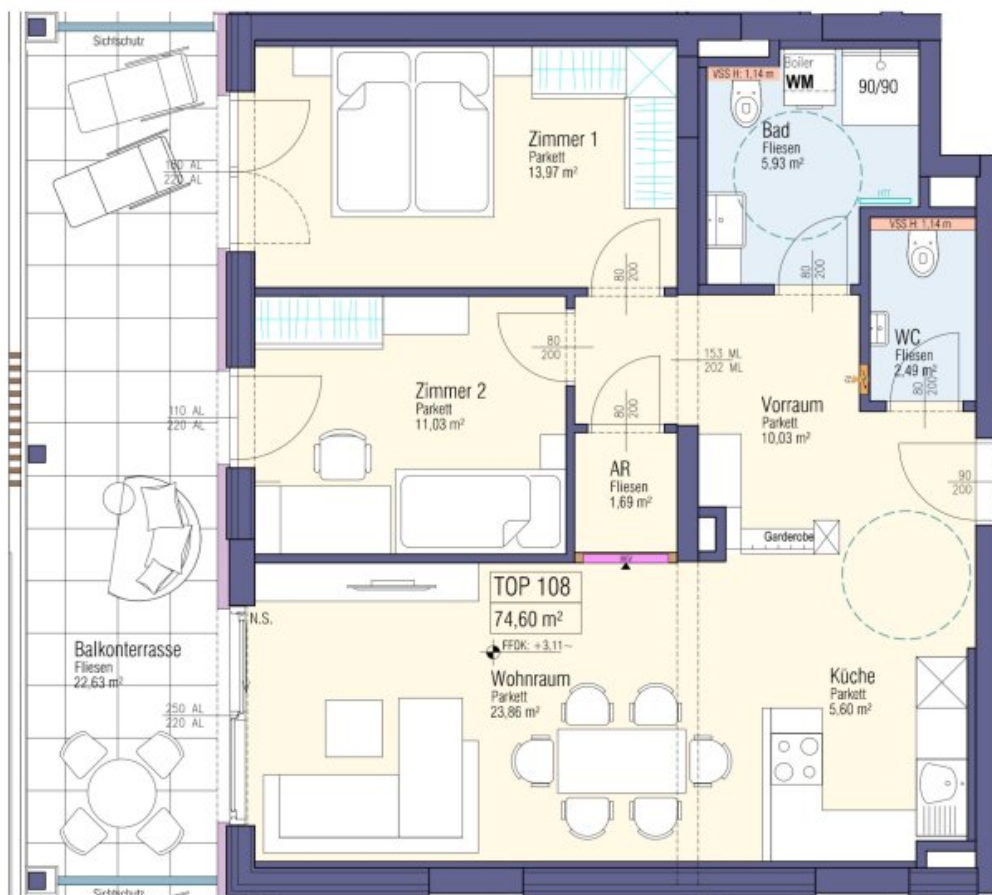 Sichtschutz
VSS H: 1,14 m
Boiler
WM
90/90
Zimmer 1
Parkett
13,97 m²
Bad
Fliesen
5,93 m²
HTT
160 AL
220 AL
VSS H: 1,14 m
80
200
80
200
WC
Fliesen
2,49 m²
80
200
80
200
153 ML
202 ML
Zimmer 2
Parkett
11,03 m²
110 AL
220 AL
80
200
Vorraum
Parkett
10,03 m²
AR
Fliesen
1,69 m²
90
200
Garderobe
TOP 108
74,60 m²
FFOK: +3,11~
N.S.
Balkonterrasse
Fliesen
22,63 m²
Wohnraum
Parkett
23,86 m²
Küche
Parkett
5,60 m²
250 AL
220 AL
Sichtschutz